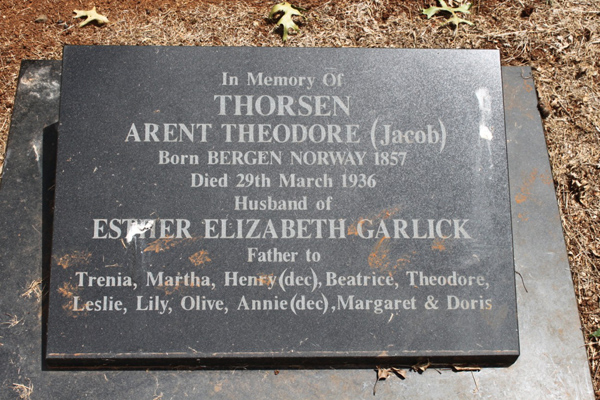 In Memory Of
THORSEN
ARENT THEODORE (Jacob)
Born BERGEN NORWAY 1857
Died 29th March 1936
Husband of
ESTHER ELIZABETH GARLICK
Father to
Trenia, Martha, Henry(dec), Beatrice, Theodore,
Leslie, Lily, Olive, Annie(dec), Margaret & Doris